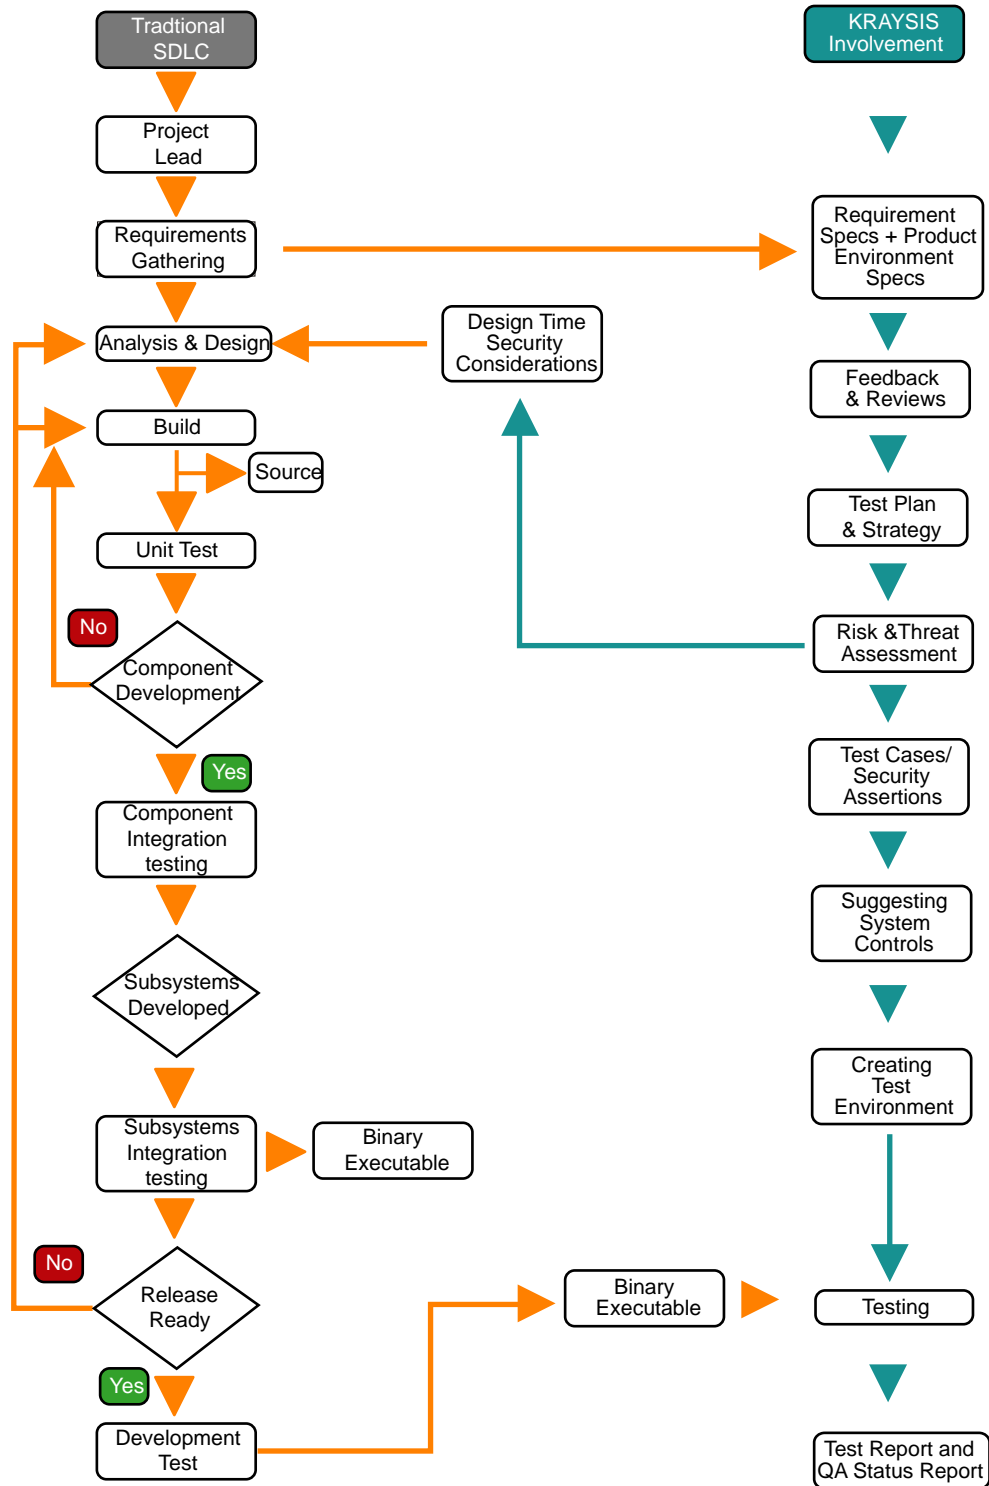 Tradtional
SDLC
KRAYSIS
Involvement
Project
Lead
Requirements
Gathering
Requirement
Specs + Product
Environment
Specs
Analysis & Design
Design Time
Security
Considerations
Feedback
& Reviews
Build
Source
Test Plan
& Strategy
Unit Test
No
Component
Development
Risk &Threat
Assessment
Yes
Test Cases/
Security
Assertions
Component
Integration
testing
Suggesting
System
Controls
Subsystems
Developed
Creating
Test
Environment
Subsystems
Integration
testing
Binary
Executable
No
Release
Ready
Binary
Executable
Testing
Yes
Development
Test
Test Report and
QA Status Report